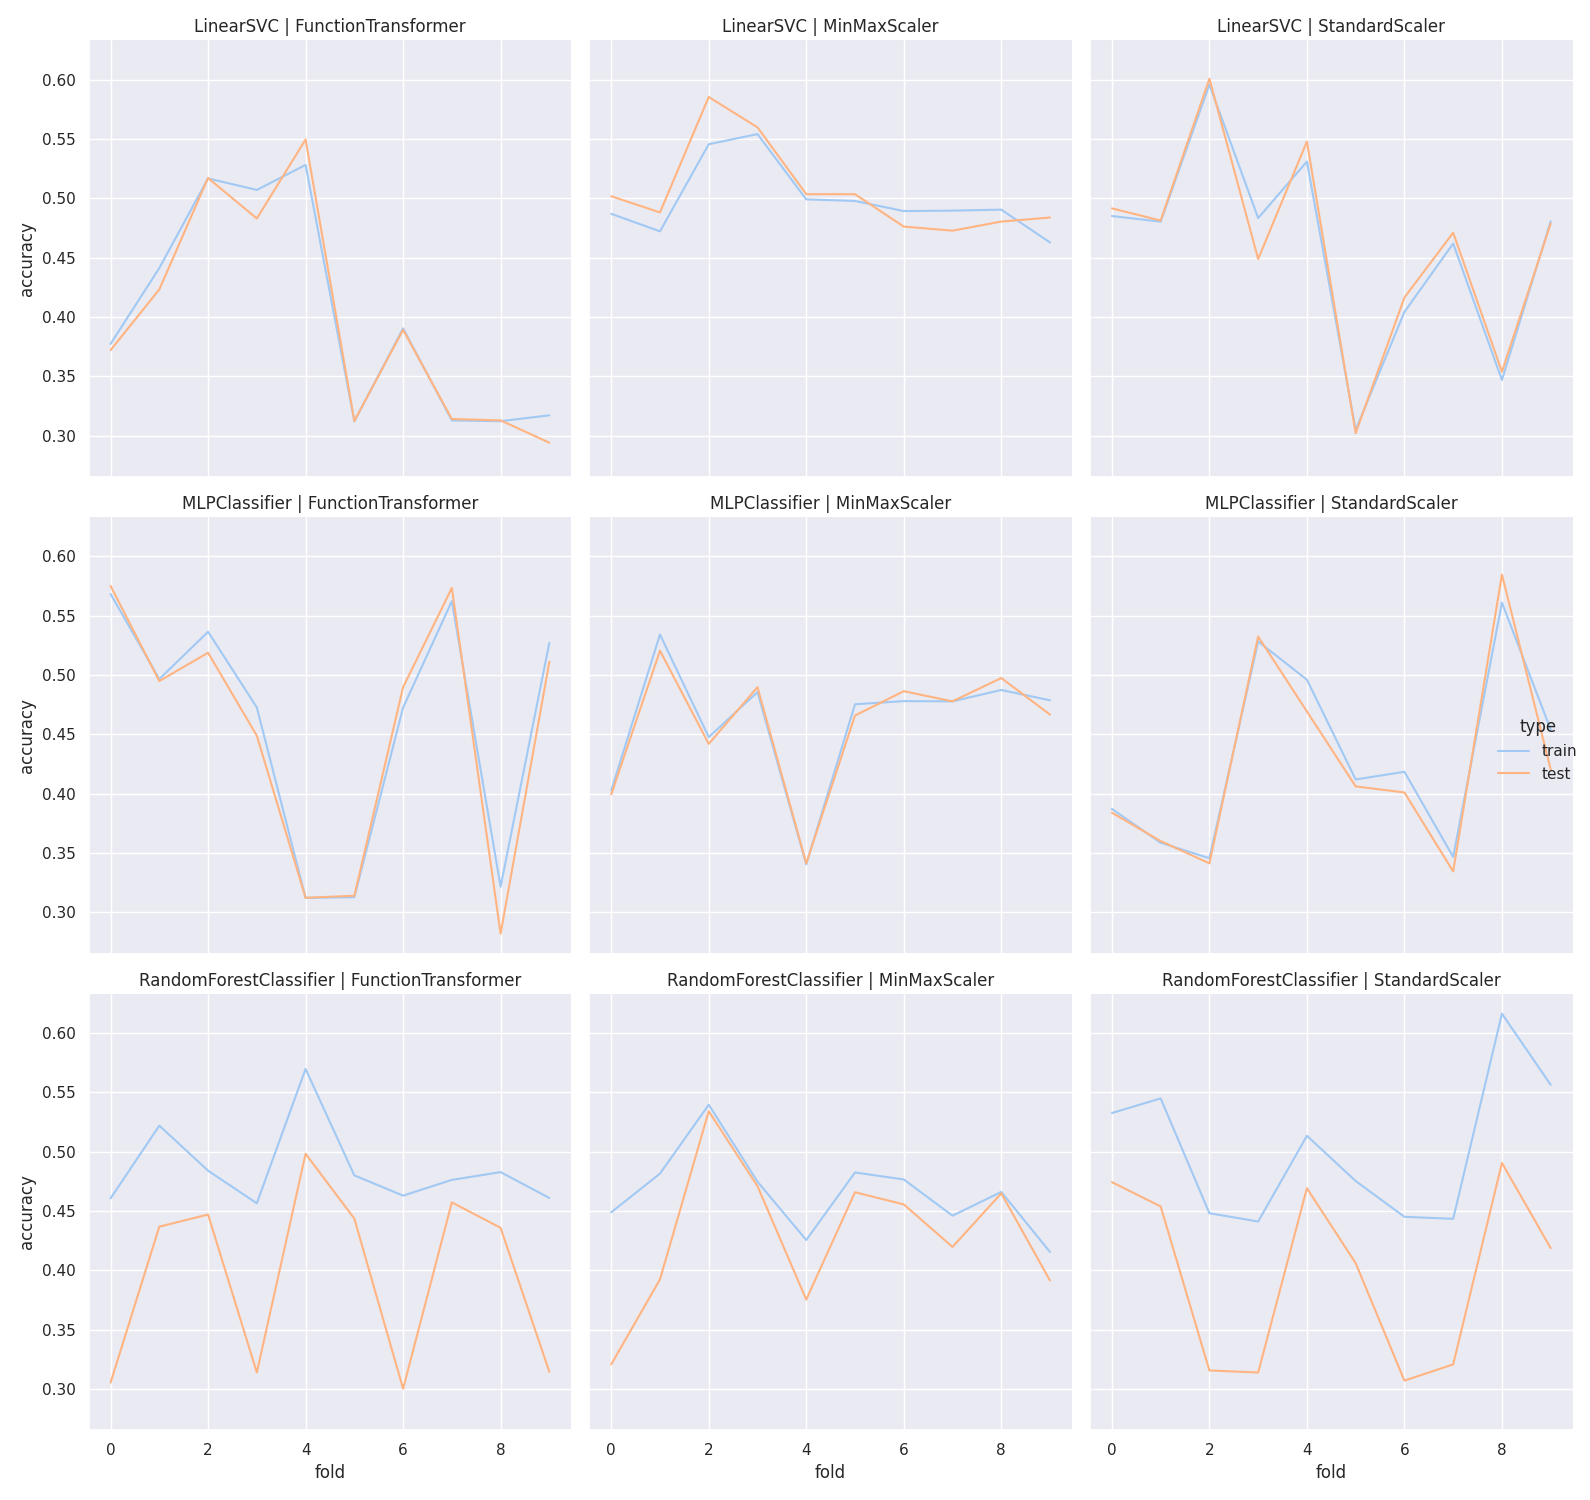 LinearSVC | FunctionTransformer
LinearSVC | MinMaxScaler
LinearSVC | StandardScaler
0.60
0.55
0.50
0.45
0.40
0.35
0.30
accuracy
MLPClassifier | FunctionTransformer
MLPClassifier | MinMaxScaler
MLPClassifier | StandardScaler
0.60
0.55
0.50
0.45
0.40
0.35
0.30
accuracy
type
train
test
RandomForestClassifier | FunctionTransformer
RandomForestClassifier | MinMaxScaler
RandomForestClassifier | StandardScaler
0.60
0.55
0.50
0.45
0.40
0.35
0.30
accuracy
0 2 4 6 8
0 2 4 6 8
0 2 4 6 8
fold
fold
fold